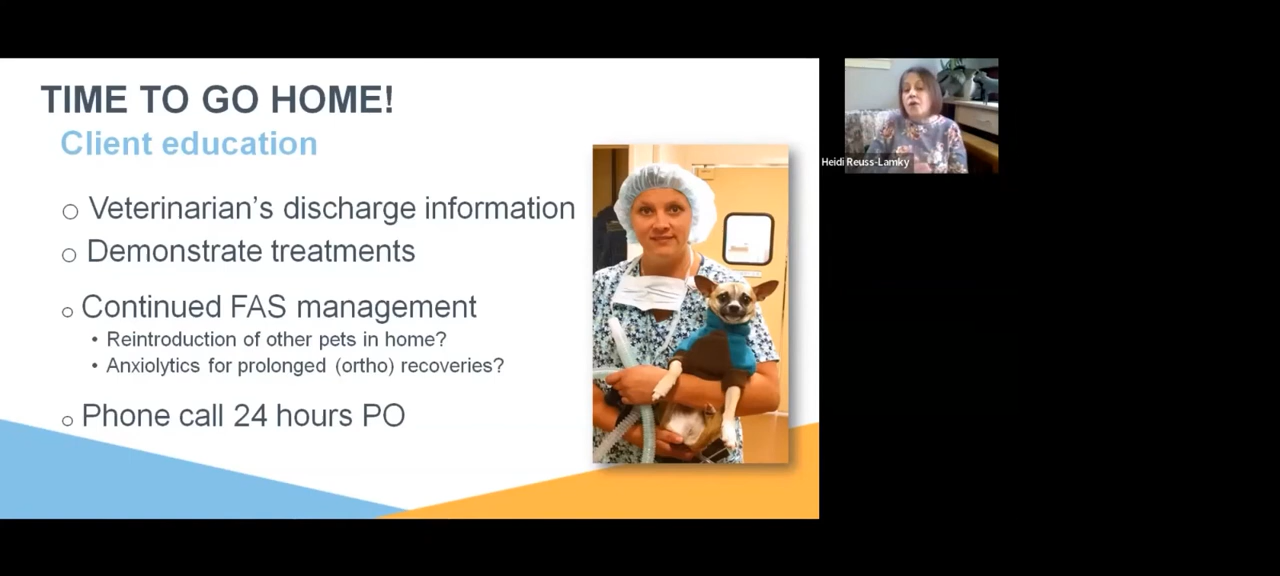 TIME TO GO HOME!
Client education
Veterinarian's discharge information
Demonstrate treatments
Continued FAS management
Reintroduction of other pets in home?
Anxiolytics for prolonged (ortho) recoveries?
Phone call 24 hours PO
Heidi Reuss-Lamky